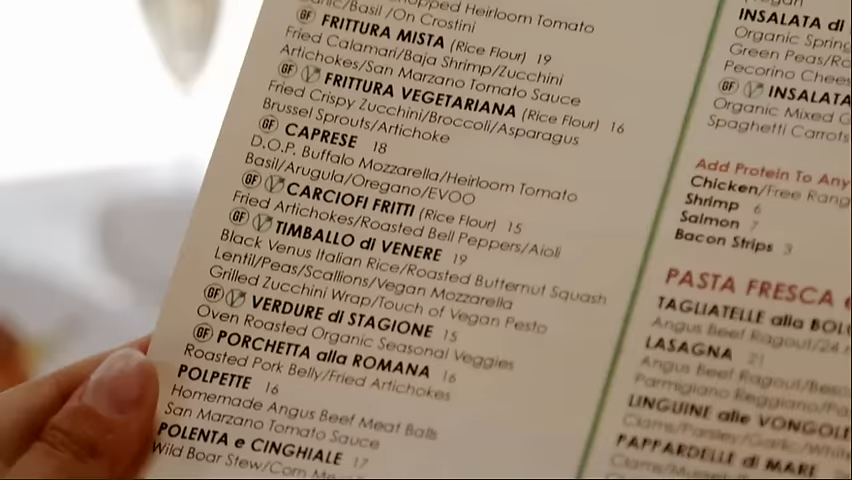 Chopped Heirloom Tomato
/Basil /On Crostini
GF FRITTURA MISTA (Rice Flour) 19
Fried Calamari/Baja Shrimp/Zucchini
Artichokes/San Marzano Tomato Sauce
GF FRITTURA VEGETARIANA (Rice Flour) 16
Fried Crispy Zucchini/Broccoli/Asparagus
Brussel Sprouts/Artichoke
GF CAPRESE 18
D.O.P. Buffalo Mozzarella/Heirloom Tomato
Basil/Arugula/Oregano/EVOO
GF CARCIOFI FRITTI (Rice Flour) 15
Fried Artichokes/Roasted Bell Peppers/Aioli
GF TIMBALLO di VENERE 19
Black Venus Italian Rice/Roasted Butternut Squash
Lentil/Peas/Scallions/Vegan Mozzarella
Grilled Zucchini Wrap/Touch of Vegan Pesto
GF VERDURE di STAGIONE 15
Oven Roasted Organic Seasonal Veggies
GF PORCHETTA alla ROMANA 16
Roasted Pork Belly/Fried Artichokes
POLPETTE 16
Homemade Angus Beef Meat Balls
San Marzano Tomato Sauce
POLENTA e CINGHIALE 17
Wild Boar Stew/Corn
INSALATA di
Organic Spring
Green Peas/Ro
Pecorino Chees
GF INSALATA
Organic Mixed G
Spaghetti Carrots
Add Protein To Any
Chicken/Free Rang
Shrimp 6
Salmon 7
Bacon Strips 3
PASTA FRESCA e
TAGLIATELLE alla BOLO
Angus Beef Ragout/24
LASAGNA 21
Angus Beef Ragout/Besc
Parmigiano Reggiano/Pa
LINGUINE alle VONGOL
Clams/Parsley/Garlic/White
PAPPARDELLE di MARE
Clams/Mussels